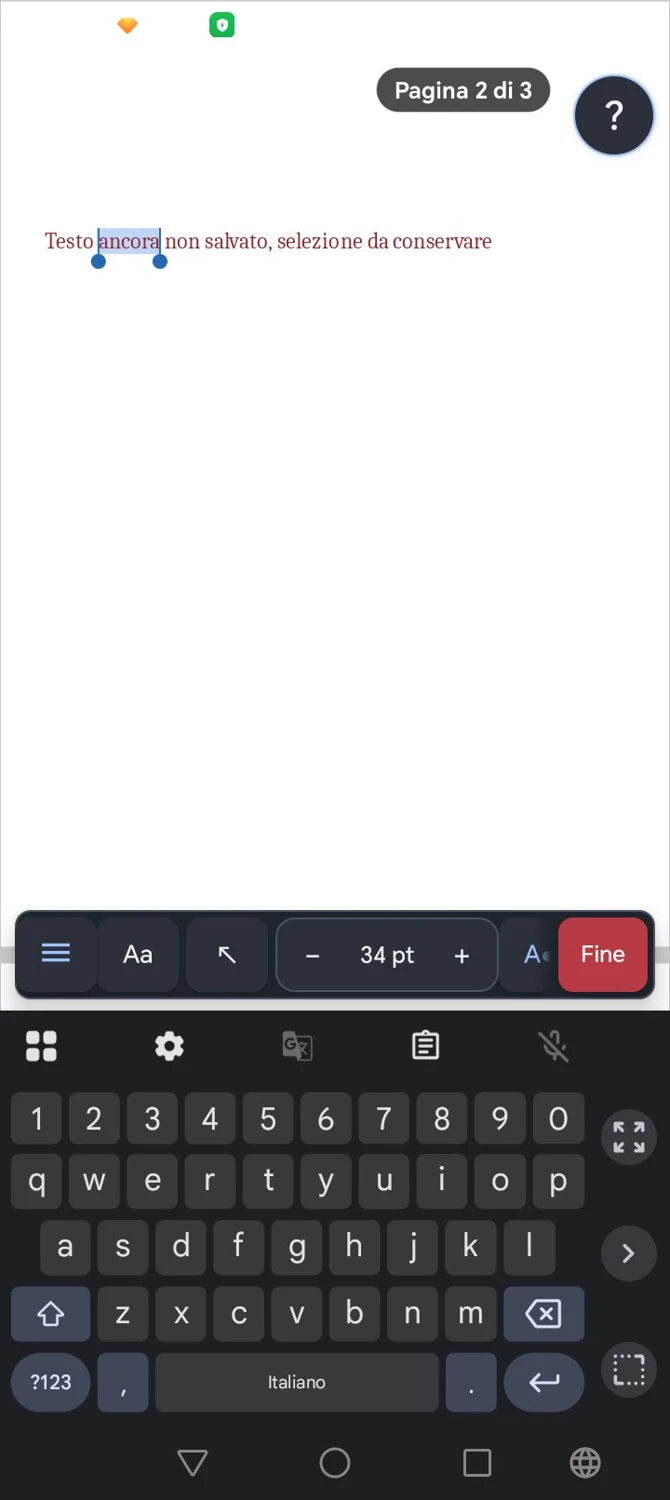 Pagina 2 di 3
?
Testo ancora non salvato, selezione da conservare
Aa
− 34 pt +
A
Fine
1 2 3 4 5 6 7 8 9 0
q w e r t y u i o p
a s d f g h j k l
z x c v b n m
?123 , Italiano .